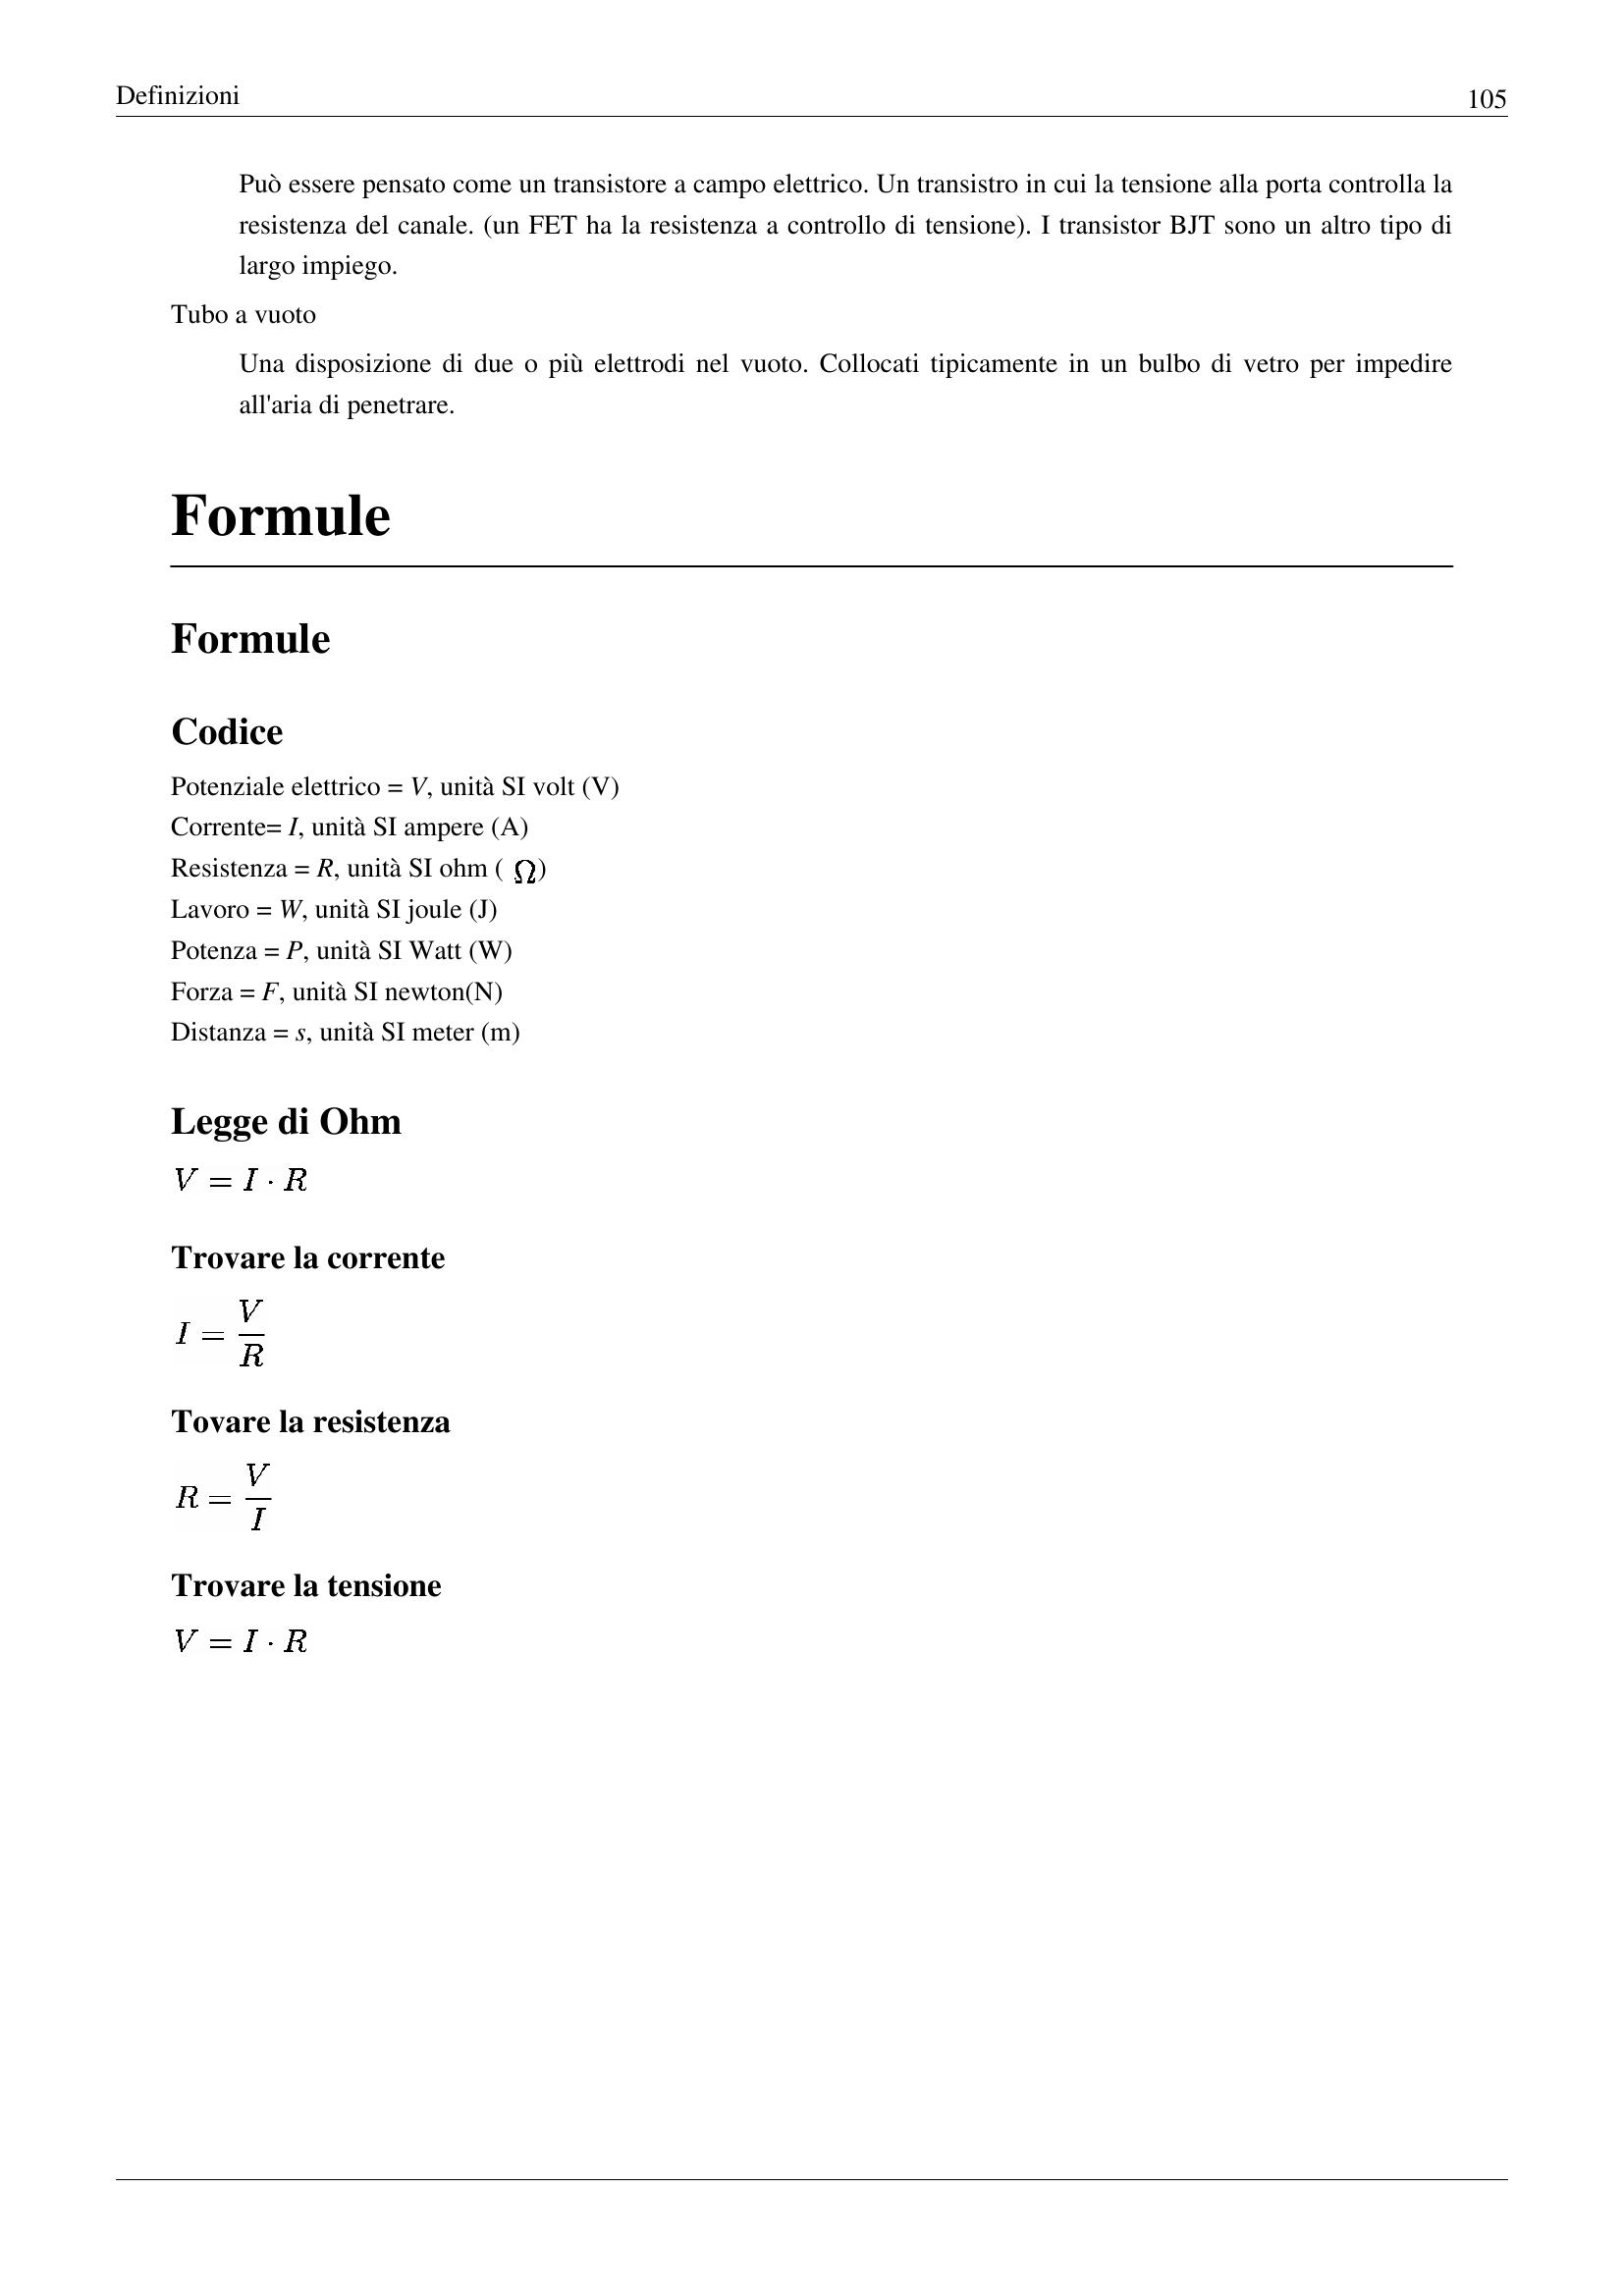 Definizioni 105
Può essere pensato come un transistore a campo elettrico. Un transistro in cui la tensione alla porta controlla la
resistenza del canale. (un FET ha la resistenza a controllo di tensione). I transistor BJT sono un altro tipo di
largo impiego.
Tubo a vuoto
Una disposizione di due o più elettrodi nel vuoto. Collocati tipicamente in un bulbo di vetro per impedire
all'aria di penetrare.
Formule
Formule
Codice
Potenziale elettrico = V, unità SI volt (V)
Corrente= I, unità SI ampere (A)
Resistenza = R, unità SI ohm ( Ω)
Lavoro = W, unità SI joule (J)
Potenza = P, unità SI Watt (W)
Forza = F, unità SI newton(N)
Distanza = s, unità SI meter (m)
Legge di Ohm
V = I · R
Trovare la corrente
I = V/R
Tovare la resistenza
R = V/I
Trovare la tensione
V = I · R